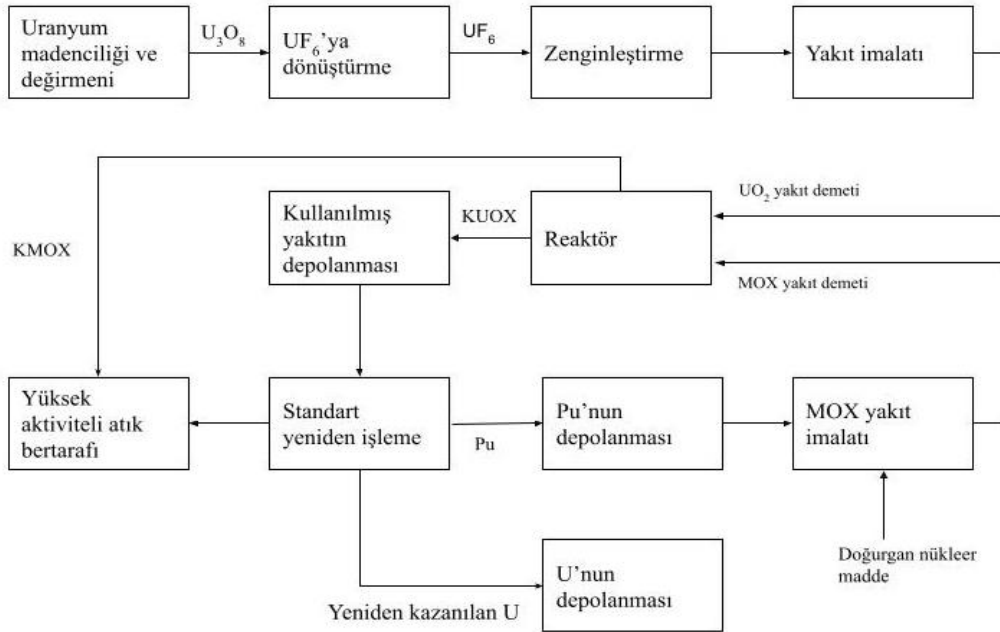 Uranyum
madenciliği ve
değirmeni
U₃O₈
UF₆’ya
dönüştürme
UF₆
Zenginleştirme
Yakıt imalatı
KMOX
Kullanılmış
yakıtın
depolanması
KUOX
Reaktör
UO₂ yakıt demeti
MOX yakıt demeti
Yüksek
aktiviteli atık
bertarafı
Standart
yeniden işleme
Pu
Pu’nun
depolanması
MOX yakıt
imalatı
Doğurgan nükleer
madde
U’nun
depolanması
Yeniden kazanılan U